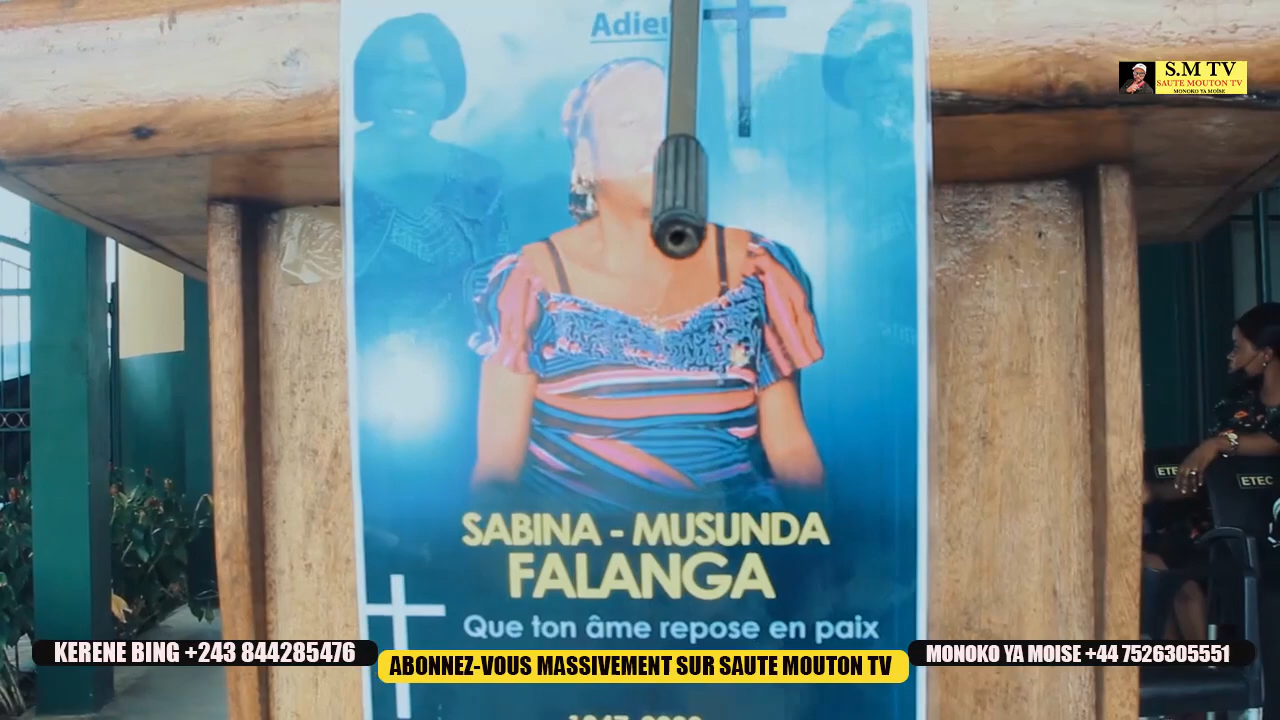 Adieu
S.M TV
SAUTE MOUTON TV
MONOKO YA MOISE
ETEC
ETEC
SABINA - MUSUNDA
FALANGA
Que ton âme repose en paix
KERENE BING +243 844285476
ABONNEZ-VOUS MASSIVEMENT SUR SAUTE MOUTON TV
MONOKO YA MOISE +44 7526305551